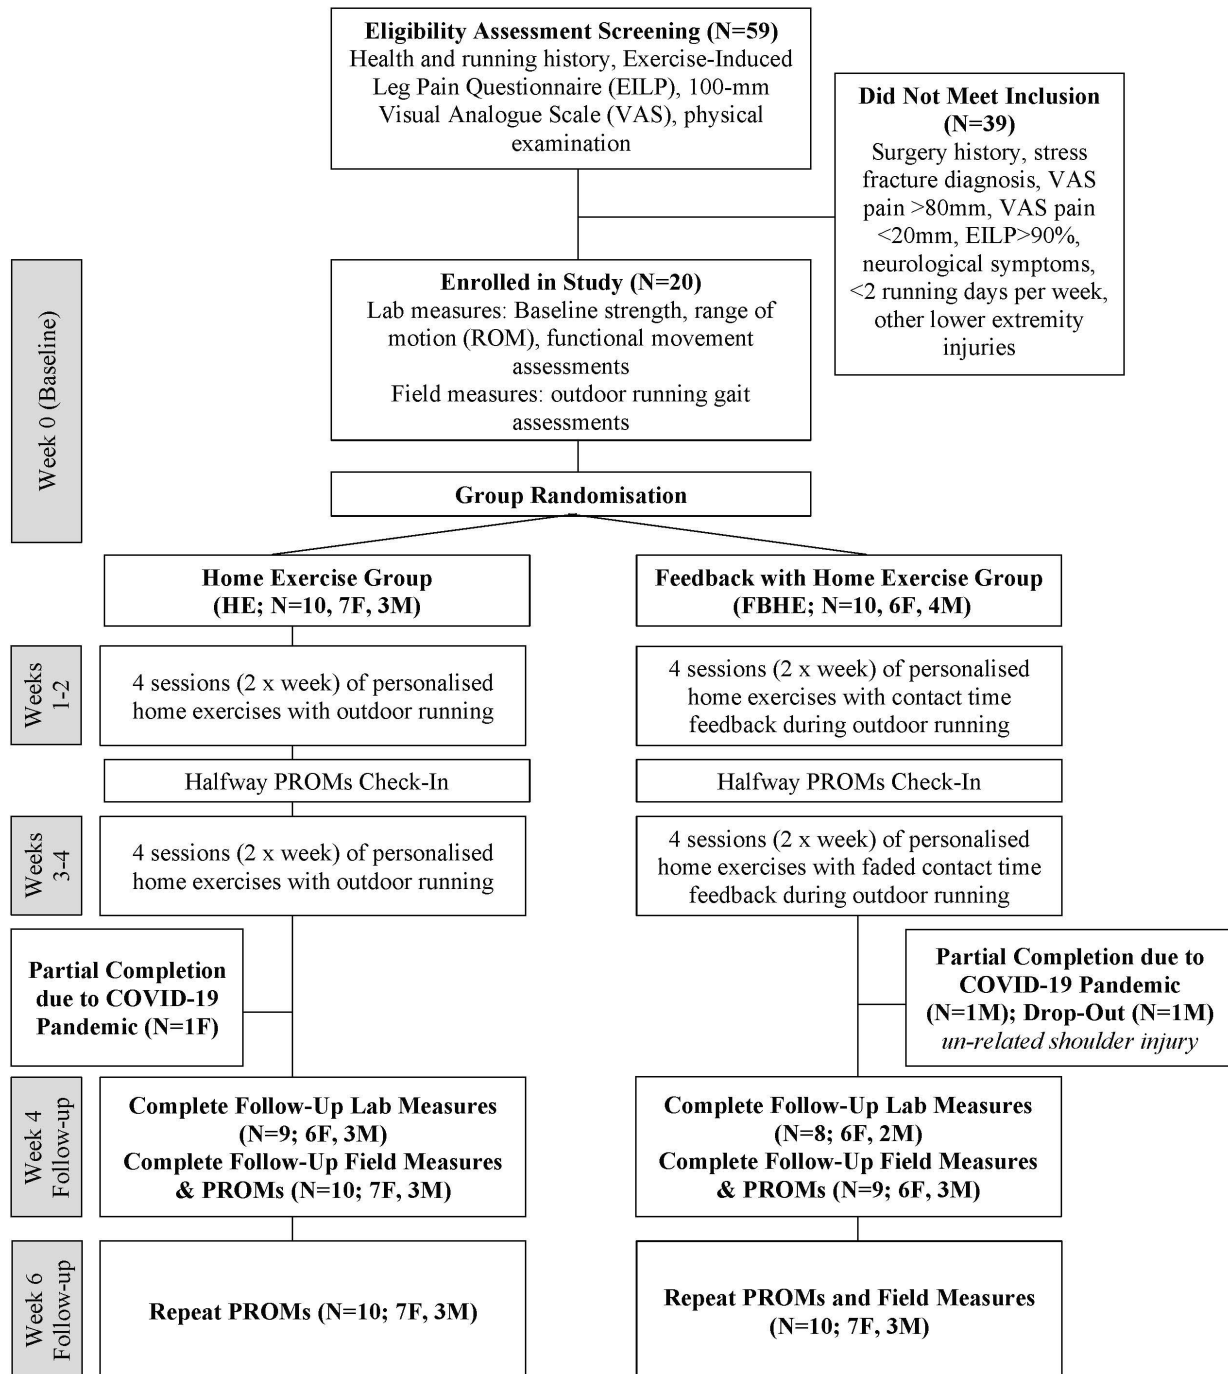 Eligibility Assessment Screening (N=59)
Health and running history, Exercise-Induced
Leg Pain Questionnaire (EILP), 100-mm
Visual Analogue Scale (VAS), physical
examination
Did Not Meet Inclusion
(N=39)
Surgery history, stress
fracture diagnosis, VAS
pain >80mm, VAS pain
<20mm, EILP>90%,
neurological symptoms,
<2 running days per week,
other lower extremity
injuries
Week 0 (Baseline)
Enrolled in Study (N=20)
Lab measures: Baseline strength, range of
motion (ROM), functional movement
assessments
Field measures: outdoor running gait
assessments
Group Randomisation
Home Exercise Group
(HE; N=10, 7F, 3M)
Feedback with Home Exercise Group
(FBHE; N=10, 6F, 4M)
Weeks
1-2
4 sessions (2 x week) of personalised
home exercises with outdoor running
4 sessions (2 x week) of personalised
home exercises with contact time
feedback during outdoor running
Halfway PROMs Check-In
Halfway PROMs Check-In
Weeks
3-4
4 sessions (2 x week) of personalised
home exercises with outdoor running
4 sessions (2 x week) of personalised
home exercises with faded contact time
feedback during outdoor running
Partial Completion
due to COVID-19
Pandemic (N=1F)
Partial Completion due to
COVID-19 Pandemic
(N=1M); Drop-Out (N=1M)
un-related shoulder injury
Week 4
Follow-up
Complete Follow-Up Lab Measures
(N=9; 6F, 3M)
Complete Follow-Up Field Measures
& PROMs (N=10; 7F, 3M)
Complete Follow-Up Lab Measures
(N=8; 6F, 2M)
Complete Follow-Up Field Measures
& PROMs (N=9; 6F, 3M)
Week 6
Follow-up
Repeat PROMs (N=10; 7F, 3M)
Repeat PROMs and Field Measures
(N=10; 7F, 3M)